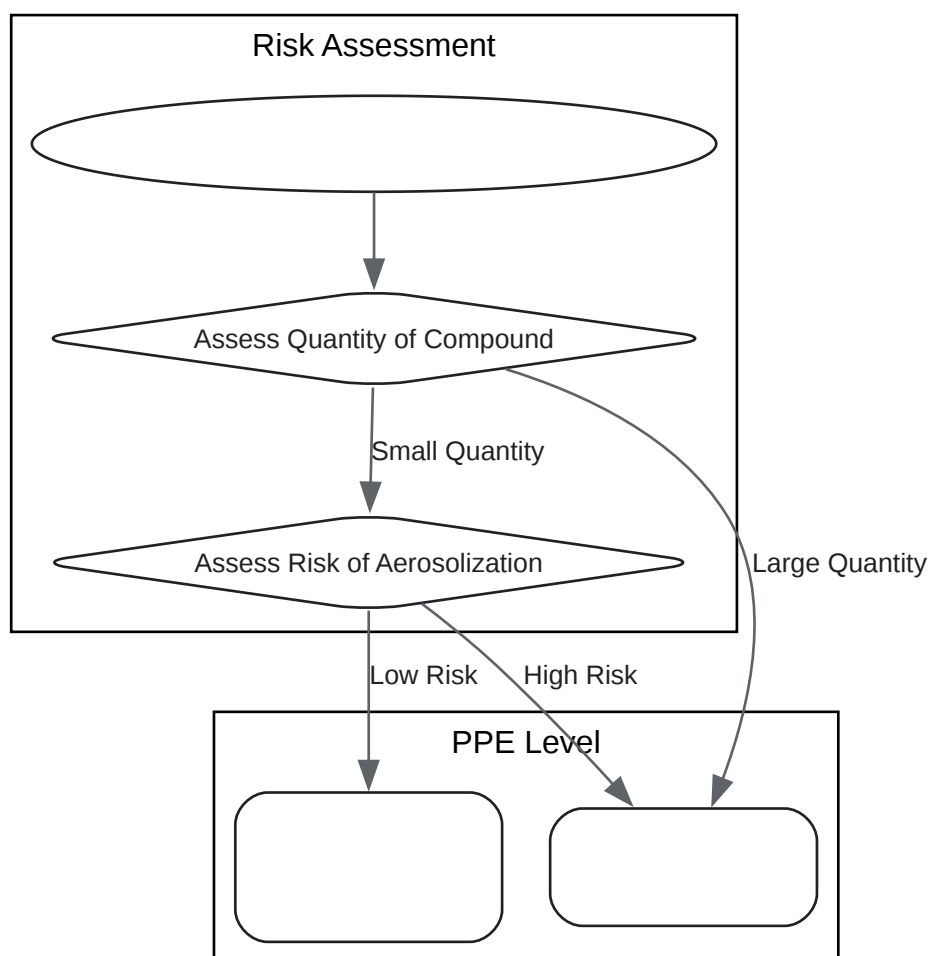 Risk Assessment
Assess Quantity of Compound
Small Quantity
Assess Risk of Aerosolization
Large Quantity
Low Risk
High Risk
PPE Level